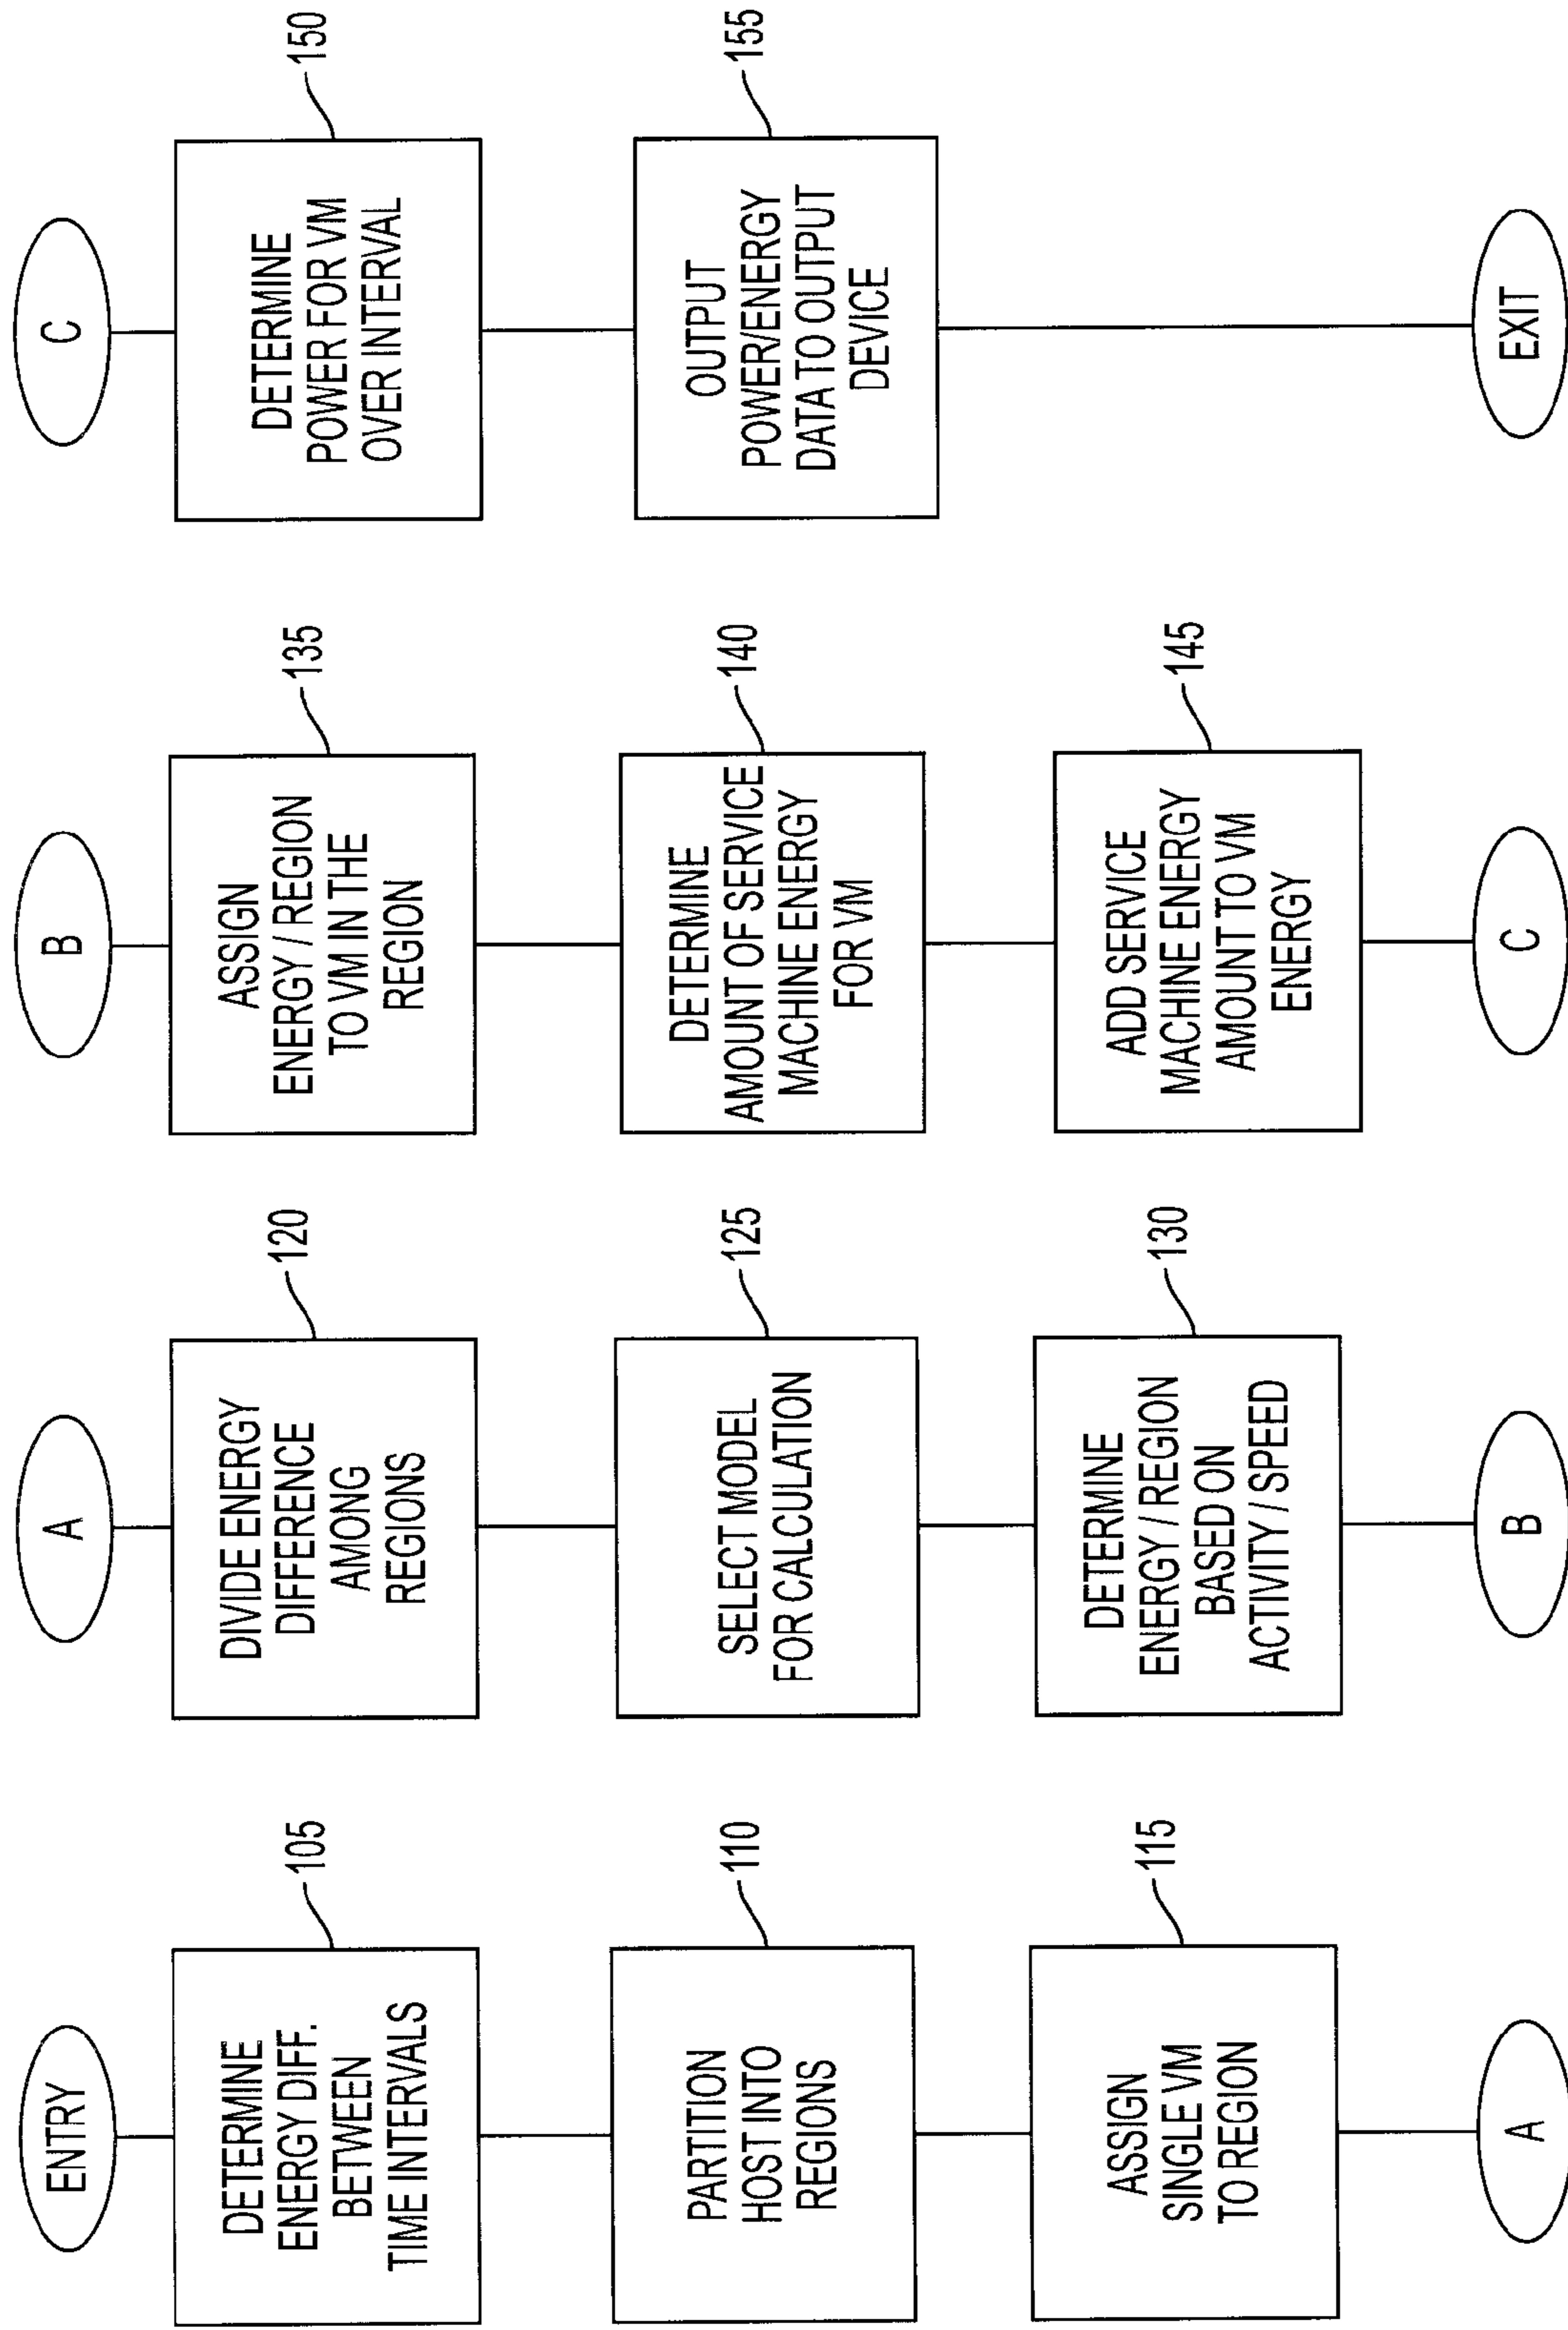 ENTRY
DETERMINE
ENERGY DIFF.
BETWEEN
TIME INTERVALS
105
PARTITION
HOST INTO
REGIONS
110
ASSIGN
SINGLE VM
TO REGION
115
A
A
DIVIDE ENERGY
DIFFERENCE
AMONG
REGIONS
120
SELECT MODEL
FOR CALCULATION
125
DETERMINE
ENERGY / REGION
BASED ON
ACTIVITY / SPEED
130
B
B
ASSIGN
ENERGY / REGION
TO VM IN THE
REGION
135
DETERMINE
AMOUNT OF SERVICE
MACHINE ENERGY
FOR VM
140
ADD SERVICE
MACHINE ENERGY
AMOUNT TO VM
ENERGY
145
C
C
DETERMINE
POWER FOR VM
OVER INTERVAL
150
OUTPUT
POWER/ENERGY
DATA TO OUTPUT
DEVICE
155
EXIT